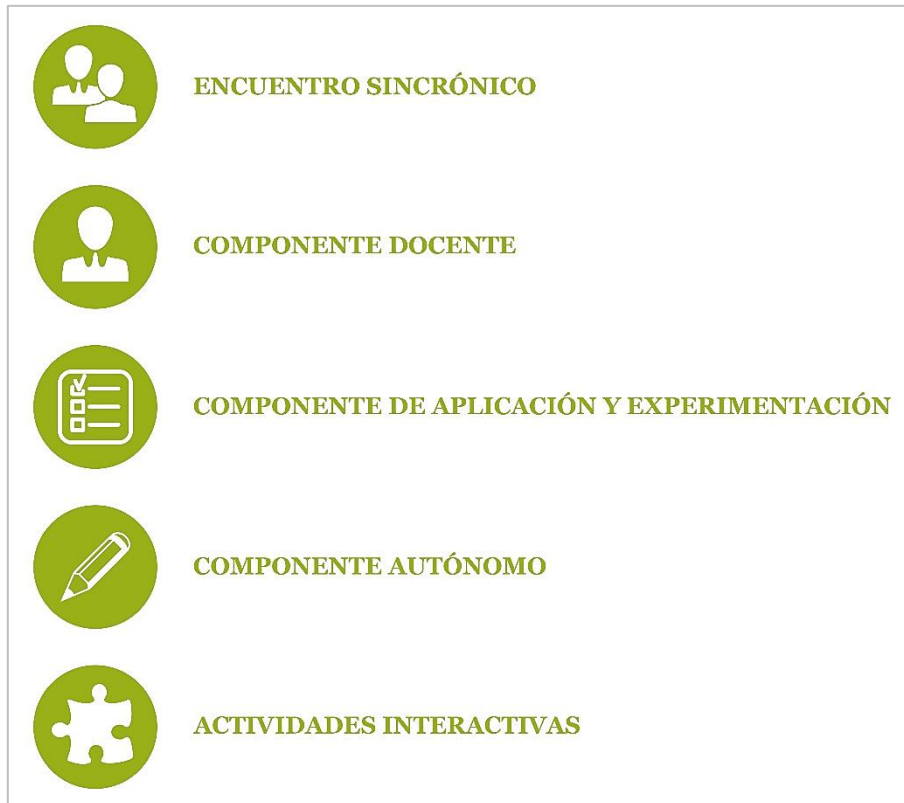 ENCUENTRO SINCRÓNICO
COMPONENTE DOCENTE
COMPONENTE DE APLICACIÓN Y EXPERIMENTACIÓN
COMPONENTE AUTÓNOMO
ACTIVIDADES INTERACTIVAS